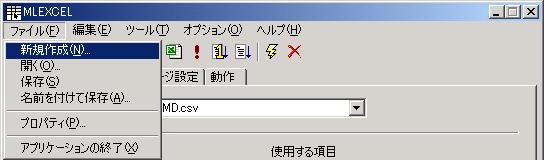 MLEXCEL
ファイル(F) 編集(E) ツール(T) オプション(O) ヘルプ(H)
新規作成(N)...
開く(O)...
保存(S)
名前を付けて保存(A)...
プロパティ(P)...
アプリケーションの終了(X)
ージ設定 動作
MD.csv
使用する項目